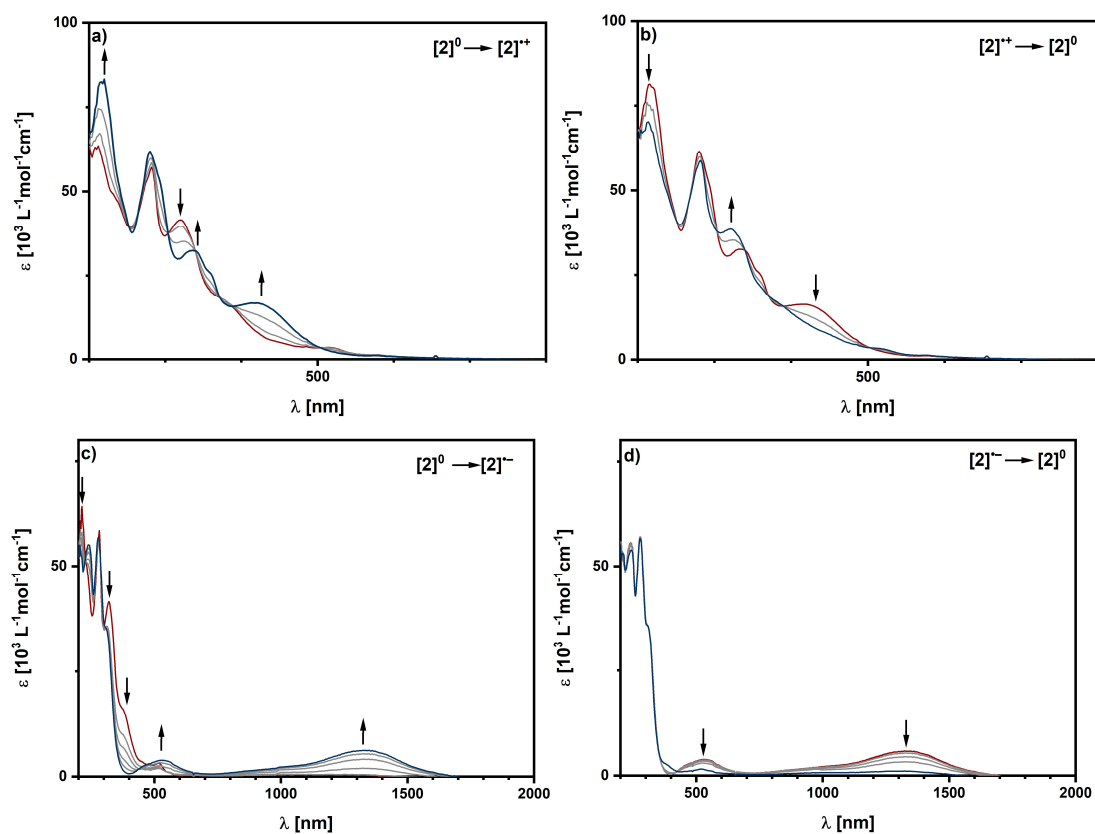 a)
[2]⁰ → [2]•⁺
100
50
0
500
ε [10³ L⁻¹mol⁻¹cm⁻¹]
λ [nm]
b)
[2]•⁺ → [2]⁰
100
50
0
500
ε [10³ L⁻¹mol⁻¹cm⁻¹]
λ [nm]
c)
[2]⁰ → [2]•⁻
50
0
500
1000
1500
2000
ε [10³ L⁻¹mol⁻¹cm⁻¹]
λ [nm]
d)
[2]•⁻ → [2]⁰
50
0
500
1000
1500
2000
ε [10³ L⁻¹mol⁻¹cm⁻¹]
λ [nm]